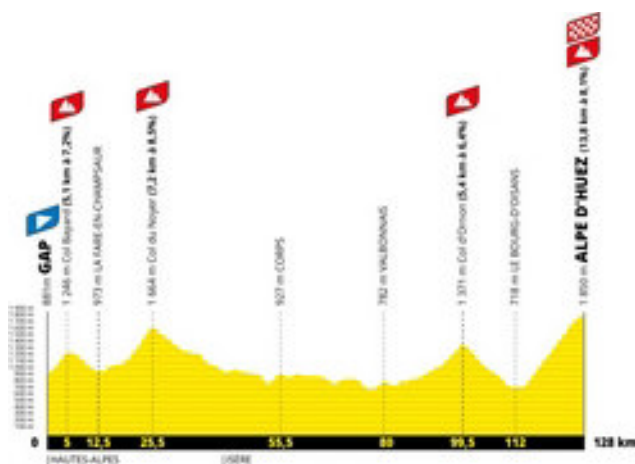 881m GAP
1 246 m Col Bayard (5,1 km à 7,2%)
973 m LA FARE-EN-CHAMPSAUR
1 664 m Col du Noyer (7,2 km à 8,5%)
927 m CORPS
782 m VALBONNAIS
1 371 m Col d'Ornon (5,4 km à 6,4%)
718 m LE BOURG-D'OISANS
1 850 m ALPE D'HUEZ (13,8 km à 8,1%)
0 5 12,5 25,5 55,5 80 99,5 112 128 km
HAUTES-ALPES ISÈRE